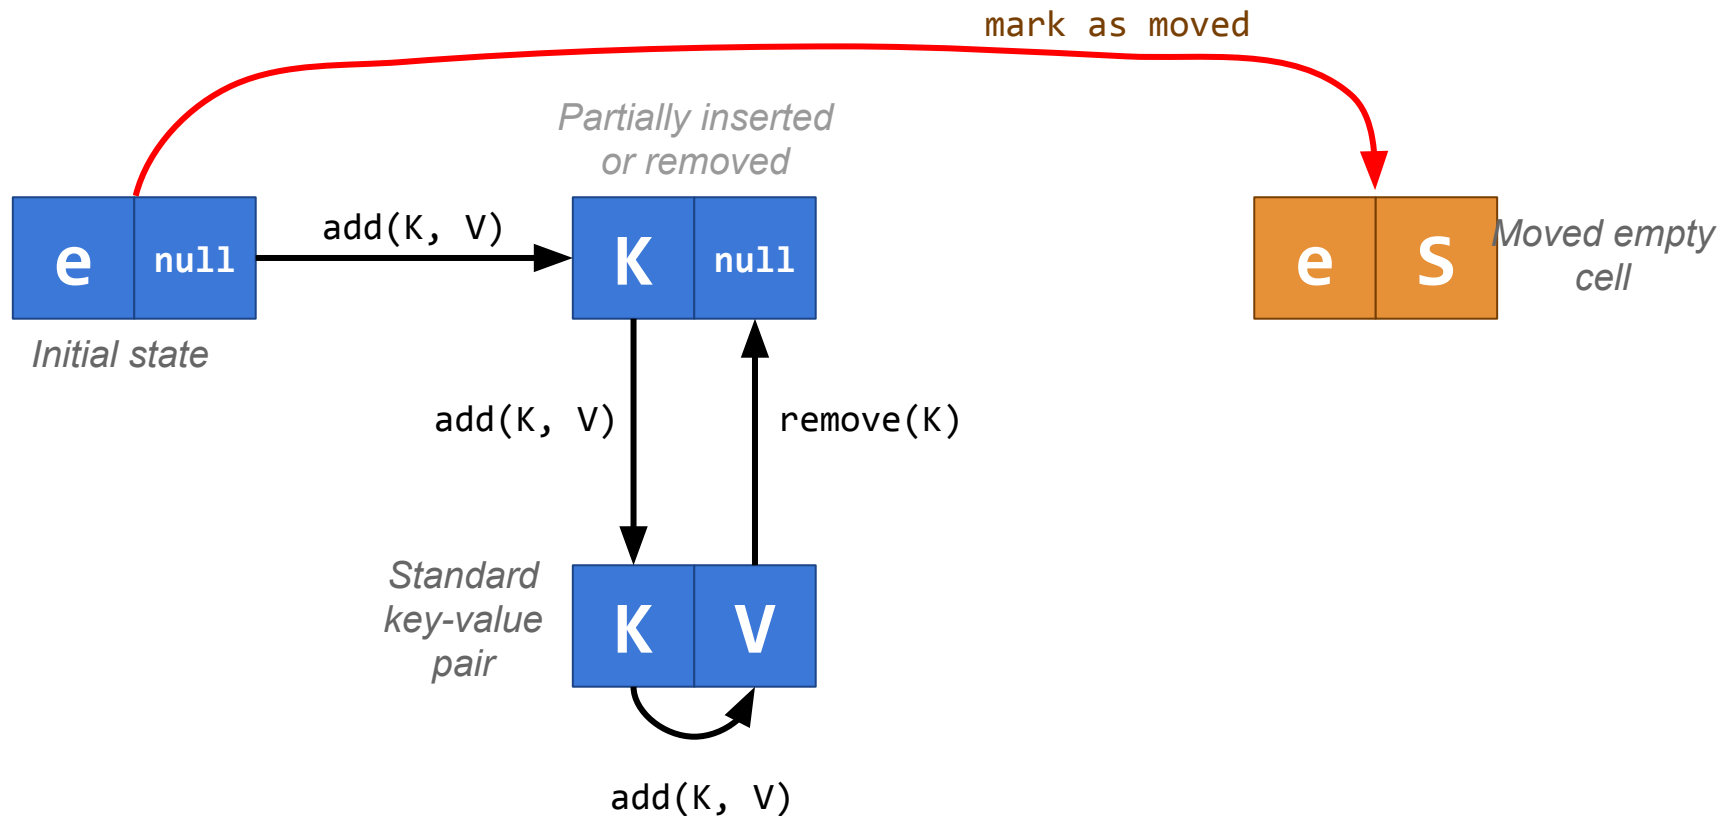 mark as moved
Partially inserted
or removed
e null
add(K, V)
K null
e S
Moved empty
cell
Initial state
add(K, V)
remove(K)
Standard
key-value
pair
K V
add(K, V)